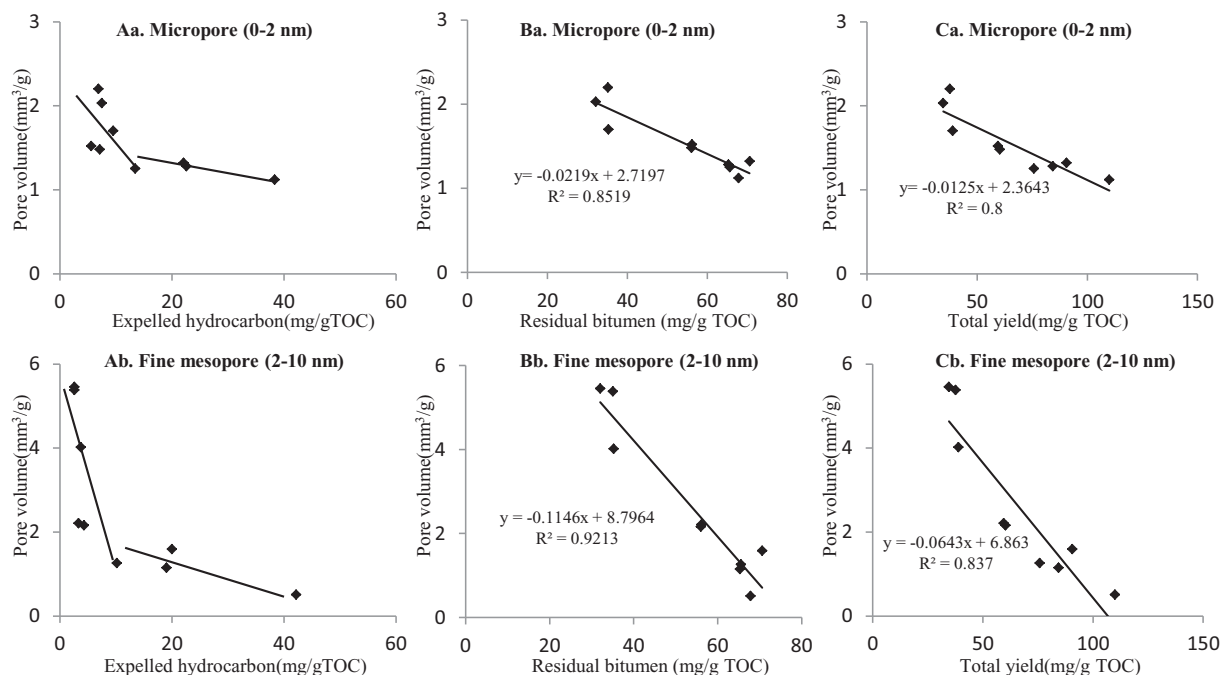 Aa. Micropore (0-2 nm)
3
2
1
0
Pore volume(mm³/g)
0 20 40 60
Expelled hydrocarbon(mg/gTOC)
Ba. Micropore (0-2 nm)
3
2
1
0
Pore volume(mm³/g)
y= -0.0219x + 2.7197
R² = 0.8519
0 20 40 60 80
Residual bitumen (mg/g TOC)
Ca. Micropore (0-2 nm)
3
2
1
0
Pore volume(mm³/g)
y= -0.0125x + 2.3643
R² = 0.8
0 50 100 150
Total yield(mg/g TOC)
Ab. Fine mesopore (2-10 nm)
6
4
2
0
Pore volume(mm³/g)
0 20 40 60
Expelled hydrocarbon(mg/gTOC)
Bb. Fine mesopore (2-10 nm)
6
4
2
0
Pore volume(mm³/g)
y = -0.1146x + 8.7964
R² = 0.9213
0 20 40 60 80
Residual bitumen (mg/g TOC)
Cb. Fine mesopore (2-10 nm)
6
4
2
0
Pore volume(mm³/g)
y = -0.0643x + 6.863
R² = 0.837
0 50 100 150
Total yield(mg/g TOC)